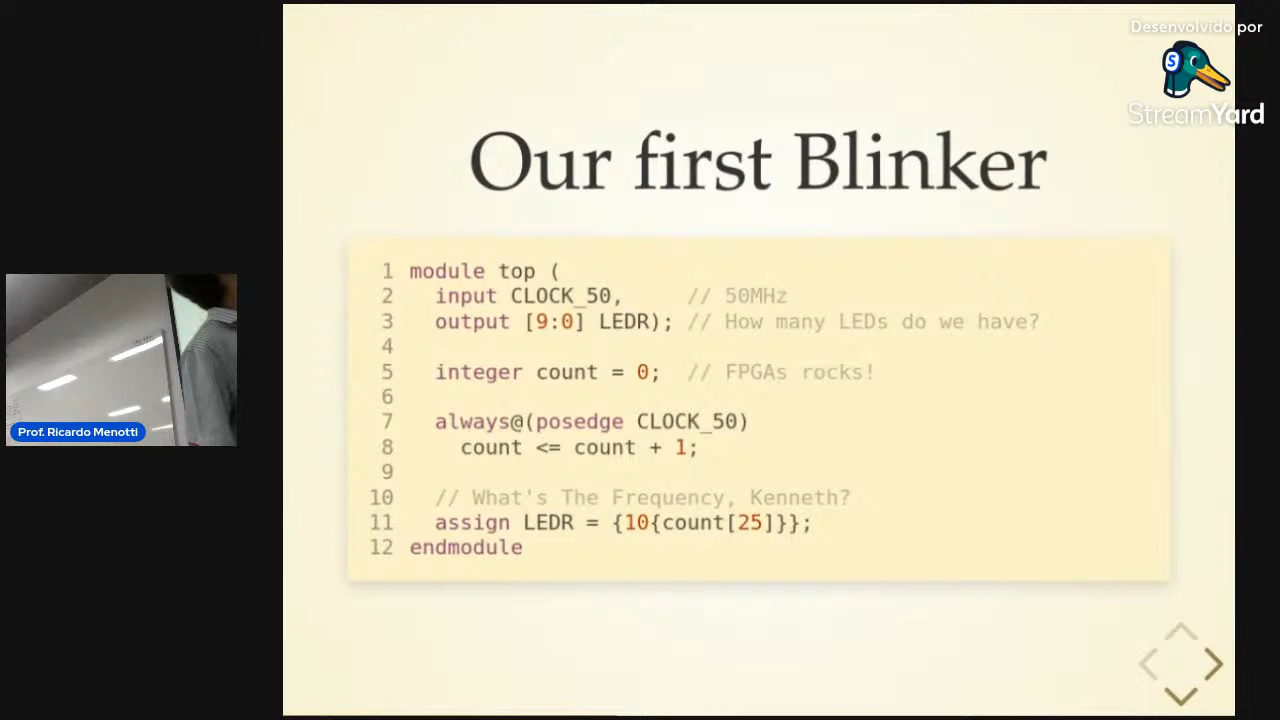 Desenvolvido por
StreamYard
Our first Blinker
1 module top (
2 input CLOCK_50, // 50MHz
3 output [9:0] LEDR); // How many LEDs do we have?
4
5 integer count = 0; // FPGAs rocks!
6
7 always@(posedge CLOCK_50)
8 count <= count + 1;
9
10 // What's The Frequency, Kenneth?
11 assign LEDR = {10{count[25]}};
12 endmodule
Prof. Ricardo Menotti